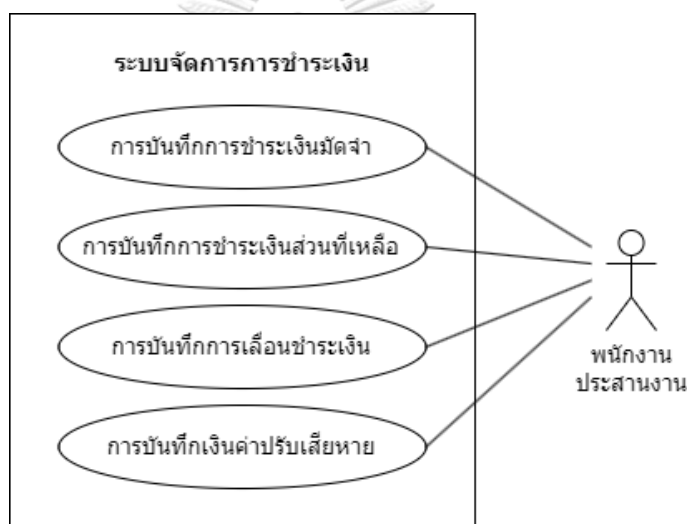 ระบบจัดการการชำระเงิน
การบันทึกการชำระเงินมัดจำ
การบันทึกการชำระเงินส่วนที่เหลือ
การบันทึกการเลื่อนชำระเงิน
การบันทึกเงินค่าปรับเสียหาย
พนักงาน
ประสานงาน